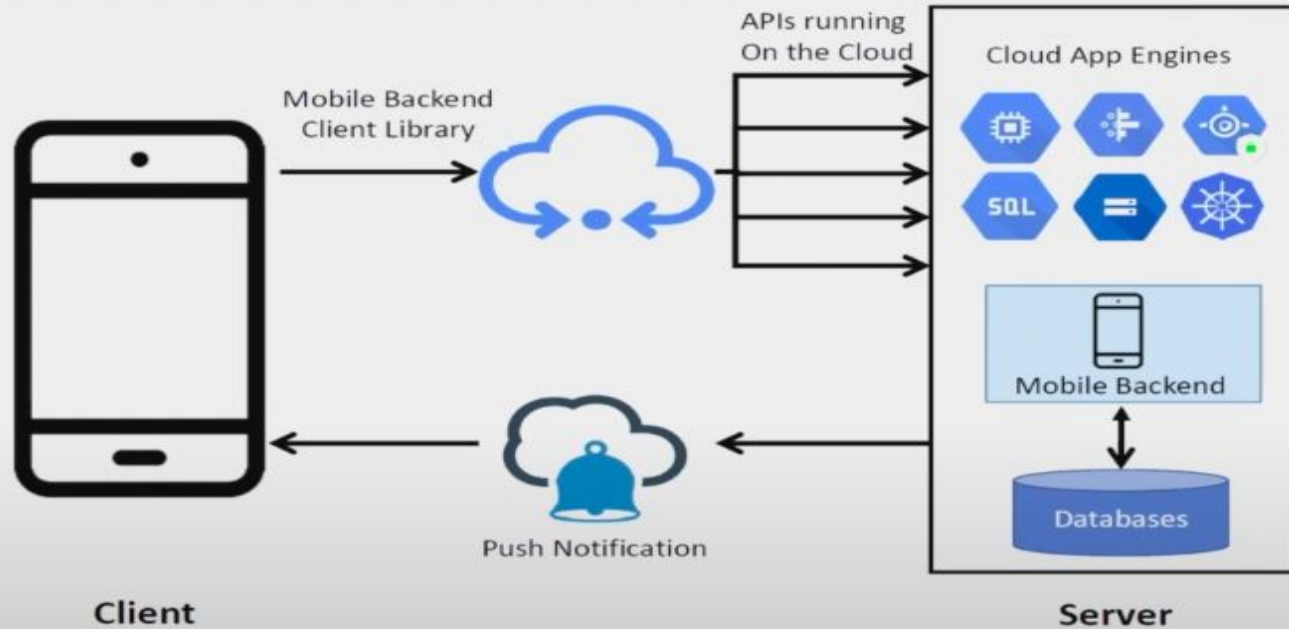 Mobile Backend
Client Library
APIs running
On the Cloud
Cloud App Engines
SQL
Mobile Backend
Databases
Push Notification
Client
Server